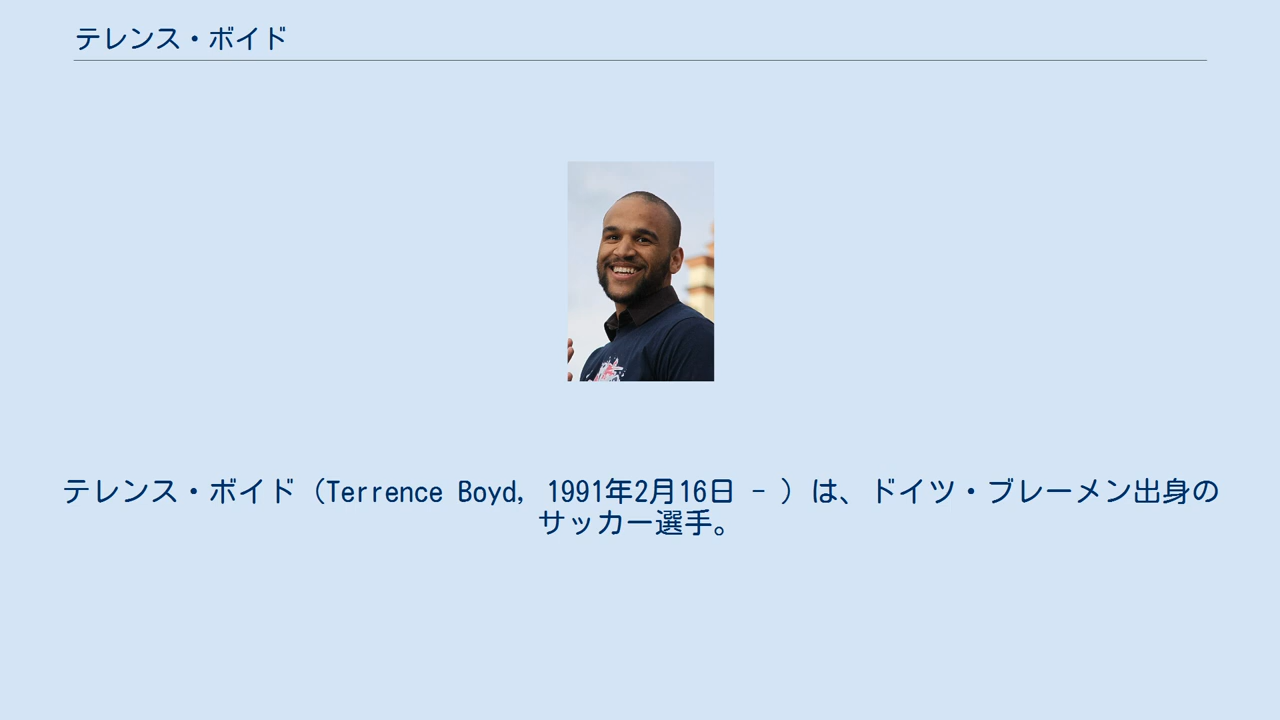 テレンス・ボイド
テレンス・ボイド（Terrence Boyd, 1991年2月16日 - ）は、ドイツ・ブレーメン出身の
サッカー選手。